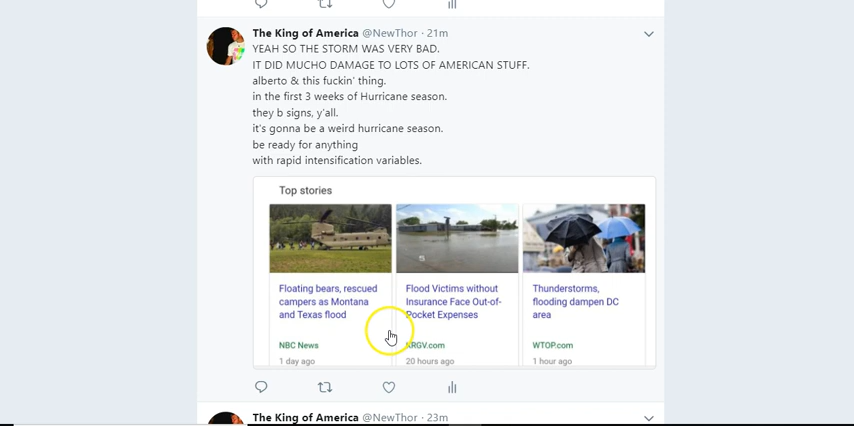 The King of America @NewThor · 21m
YEAH SO THE STORM WAS VERY BAD.
IT DID MUCHO DAMAGE TO LOTS OF AMERICAN STUFF.
alberto & this fuckin' thing.
in the first 3 weeks of Hurricane season.
they b signs, y'all.
it's gonna be a weird hurricane season.
be ready for anything
with rapid intensification variables.
Top stories
Floating bears, rescued
campers as Montana
and Texas flood
NBC News
1 day ago
Flood Victims without
Insurance Face Out-of-
Pocket Expenses
KRGV.com
20 hours ago
Thunderstorms,
flooding dampen DC
area
WTOP.com
1 hour ago
The King of America @NewThor · 23m